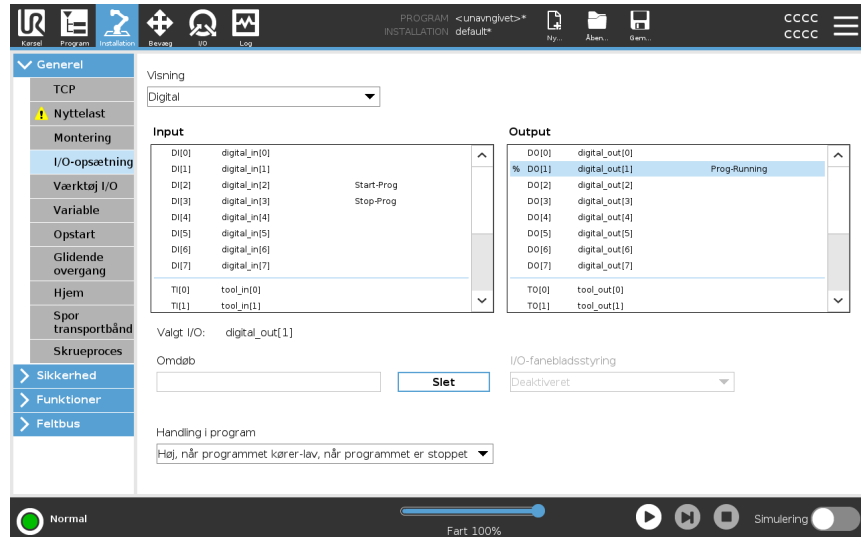 PROGRAM <unavngivet>*
INSTALLATION default*
Kørsel Program Installation Bevæg I/O Log
Ny... Åben... Gem...
CCCC
CCCC
Generel
TCP
Nyttelast
Montering
I/O-opsætning
Værktøj I/O
Variable
Opstart
Glidende
overgang
Hjem
Spor
transportbånd
Skrueproces
Sikkerhed
Funktioner
Feltbus
Visning
Digital
Input
DI[0] digital_in[0]
DI[1] digital_in[1]
DI[2] digital_in[2] Start-Prog
DI[3] digital_in[3] Stop-Prog
DI[4] digital_in[4]
DI[5] digital_in[5]
DI[6] digital_in[6]
DI[7] digital_in[7]
TI[0] tool_in[0]
TI[1] tool_in[1]
Output
DO[0] digital_out[0]
% DO[1] digital_out[1] Prog-Running
DO[2] digital_out[2]
DO[3] digital_out[3]
DO[4] digital_out[4]
DO[5] digital_out[5]
DO[6] digital_out[6]
DO[7] digital_out[7]
TO[0] tool_out[0]
TO[1] tool_out[1]
Valgt I/O: digital_out[1]
Omdøb
Slet
I/O-fanebladsstyring
Deaktiveret
Handling i program
Høj, når programmet kører-lav, når programmet er stoppet
Normal
Fart 100%
Simulering